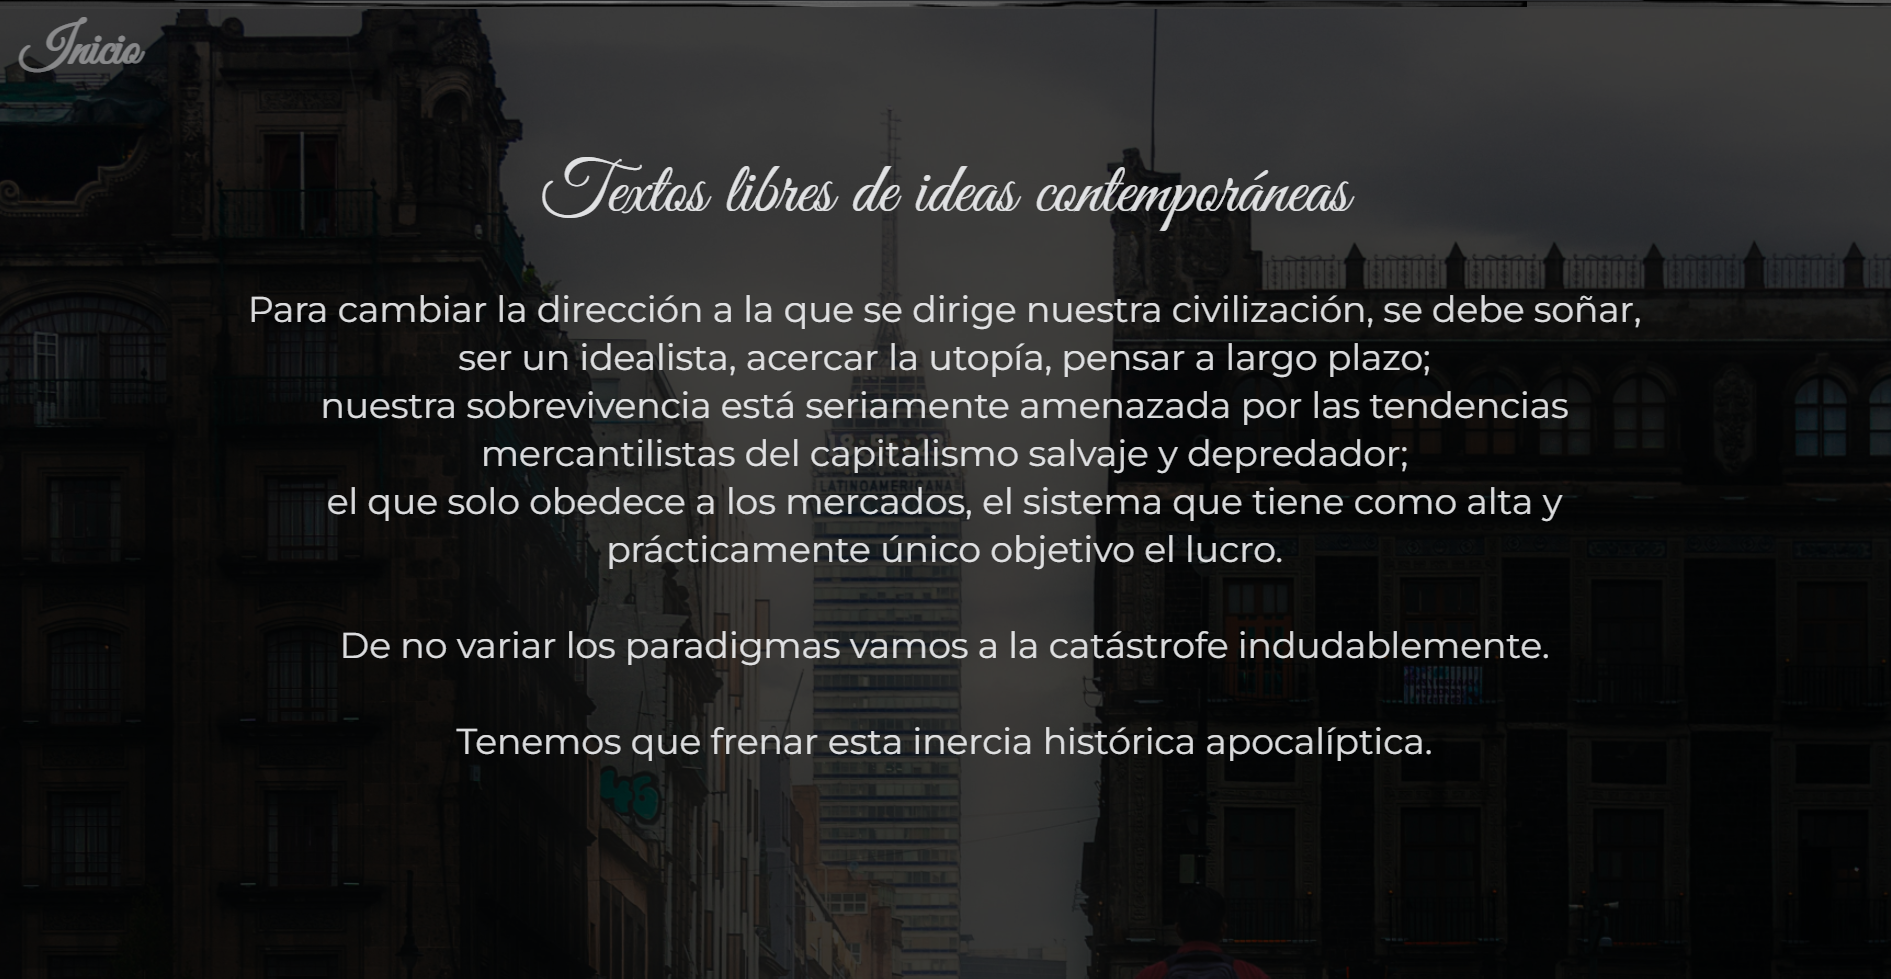 Inicio
Textos libres de ideas contemporáneas
Para cambiar la dirección a la que se dirige nuestra civilización, se debe soñar,
ser un idealista, acercar la utopía, pensar a largo plazo;
nuestra sobrevivencia está seriamente amenazada por las tendencias
mercantilistas del capitalismo salvaje y depredador;
LATINOAMERICANA
el que solo obedece a los mercados, el sistema que tiene como alta y
prácticamente único objetivo el lucro.
De no variar los paradigmas vamos a la catástrofe indudablemente.
Tenemos que frenar esta inercia histórica apocalíptica.